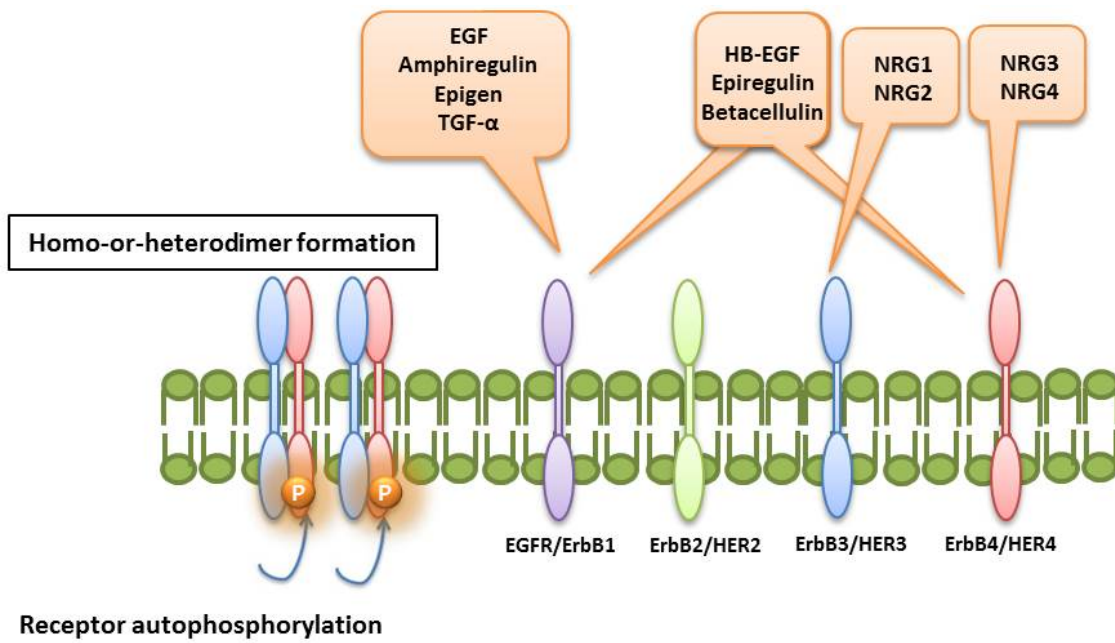 EGF
Amphiregulin
Epigen
TGF-α
HB-EGF
Epiregulin
Betacellulin
NRG1
NRG2
NRG3
NRG4
Homo-or-heterodimer formation
P
P
EGFR/ErbB1
ErbB2/HER2
ErbB3/HER3
ErbB4/HER4
Receptor autophosphorylation